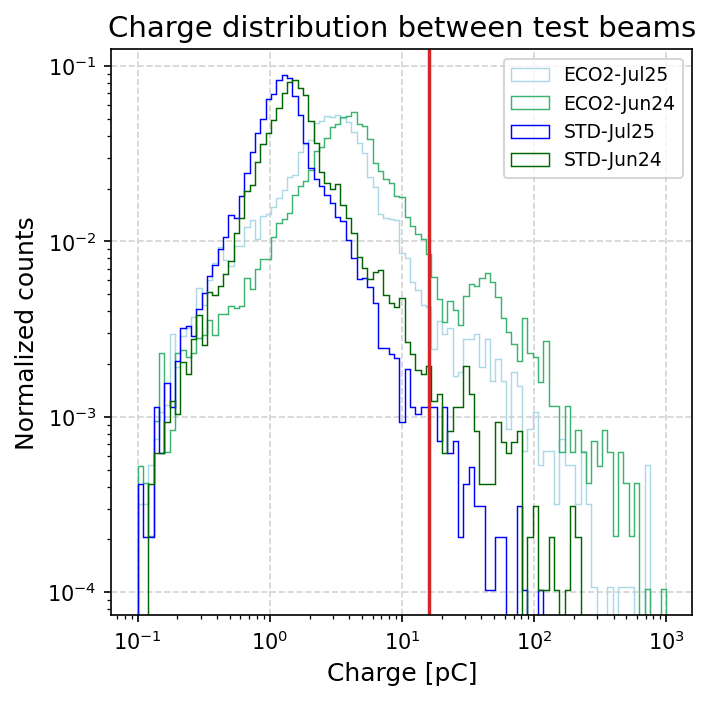 Charge distribution between test beams
ECO2-Jul25
ECO2-Jun24
STD-Jul25
STD-Jun24
Normalized counts
10⁻¹
10⁻²
10⁻³
10⁻⁴
10⁻¹ 10⁰ 10¹ 10² 10³
Charge [pC]